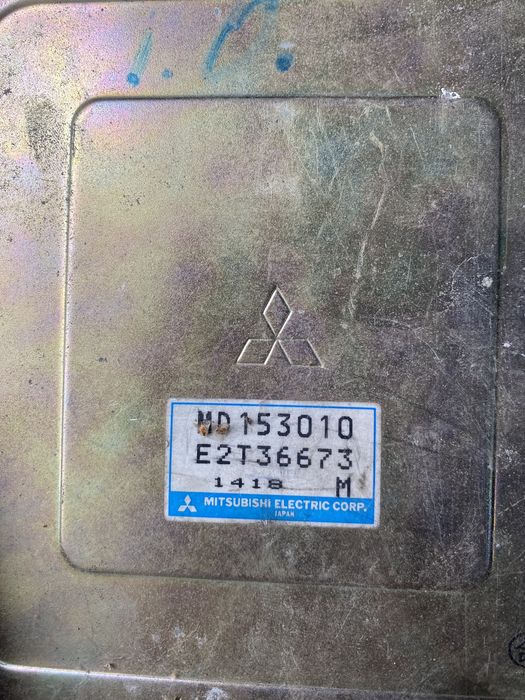 MD153010
E2T36673
1418 M
MITSUBISHI ELECTRIC CORP.
JAPAN